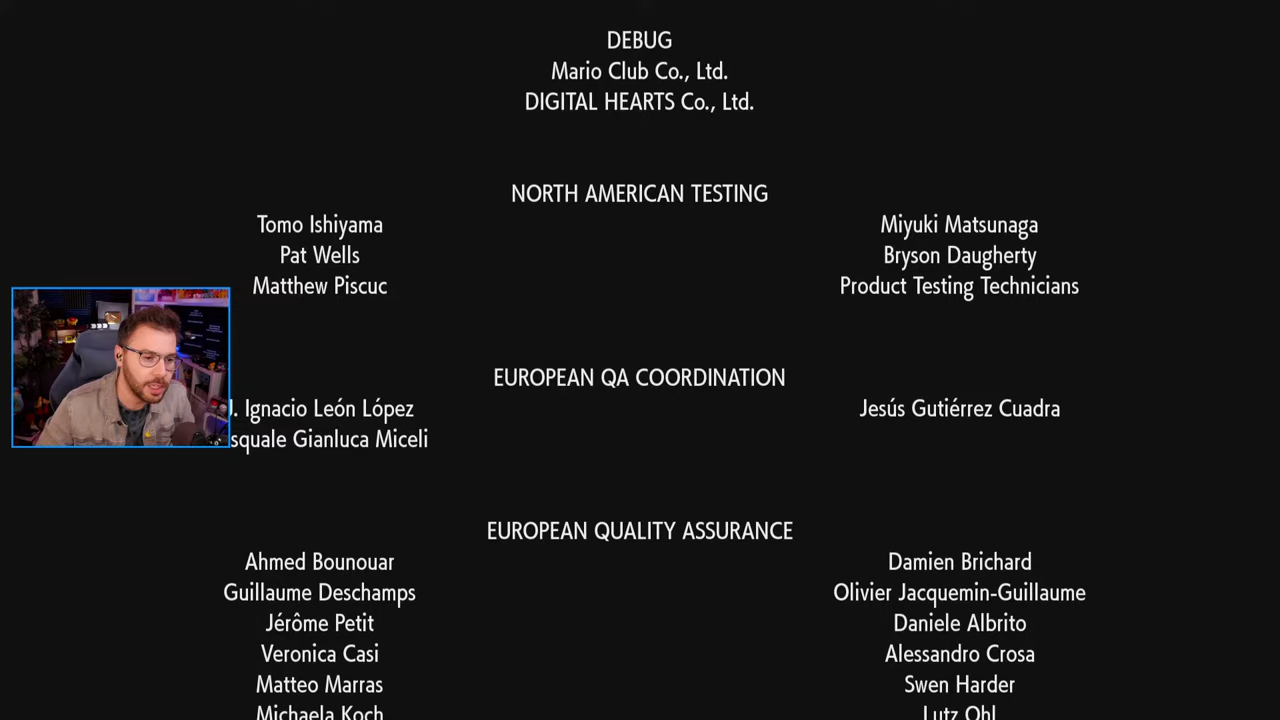 DEBUG
Mario Club Co., Ltd.
DIGITAL HEARTS Co., Ltd.
NORTH AMERICAN TESTING
Tomo Ishiyama
Miyuki Matsunaga
Pat Wells
Bryson Daugherty
Matthew Piscuc
Product Testing Technicians
EUROPEAN QA COORDINATION
J. Ignacio León López
Jesús Gutiérrez Cuadra
Gianluca Miceli
EUROPEAN QUALITY ASSURANCE
Ahmed Bounouar
Damien Brichard
Guillaume Deschamps
Olivier Jacquemin-Guillaume
Jérôme Petit
Daniele Albrito
Veronica Casi
Alessandro Crosa
Matteo Marras
Swen Harder
Michaela Koch
Lutz Ohl